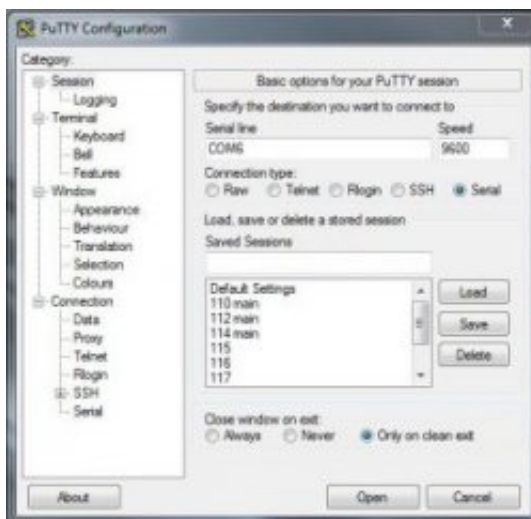 PuTTY Configuration
Category:
Session
Logging
Terminal
Keyboard
Bell
Features
Window
Appearance
Behaviour
Translation
Selection
Colours
Connection
Data
Proxy
Telnet
Rlogin
SSH
Serial
Basic options for your PuTTY session
Specify the destination you want to connect to
Serial line Speed
COM6 9600
Connection type:
Raw Telnet Rlogin SSH Serial
Load, save or delete a stored session
Saved Sessions
Default Settings
110 main
112 main
114 main
115
116
117
Load
Save
Delete
Close window on exit:
Always Never Only on clean exit
About Open Cancel